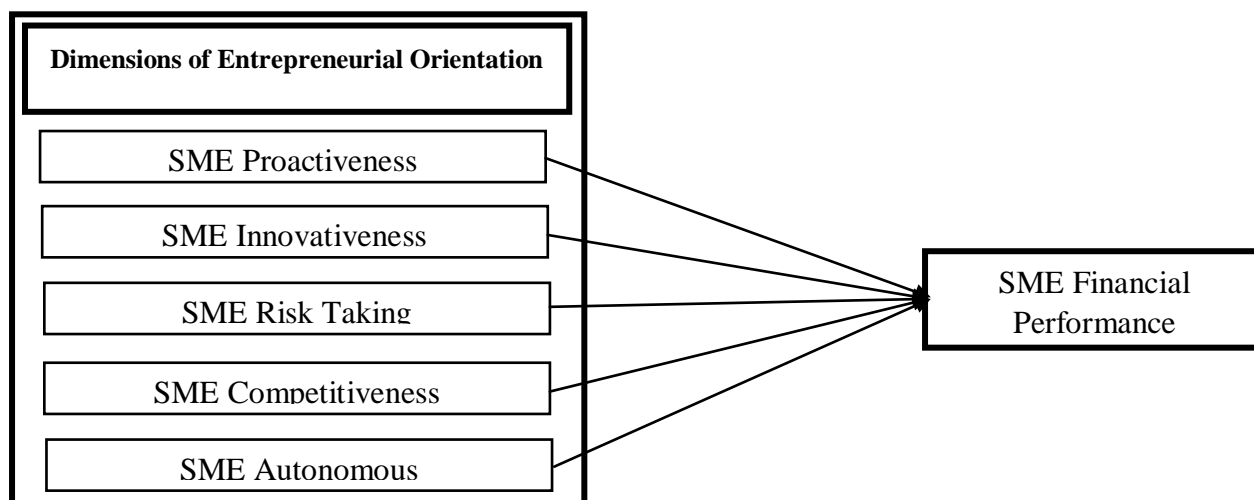 Dimensions of Entrepreneurial Orientation
SME Proactiveness
SME Innovativeness
SME Risk Taking
SME Competitiveness
SME Autonomous
SME Financial
Performance